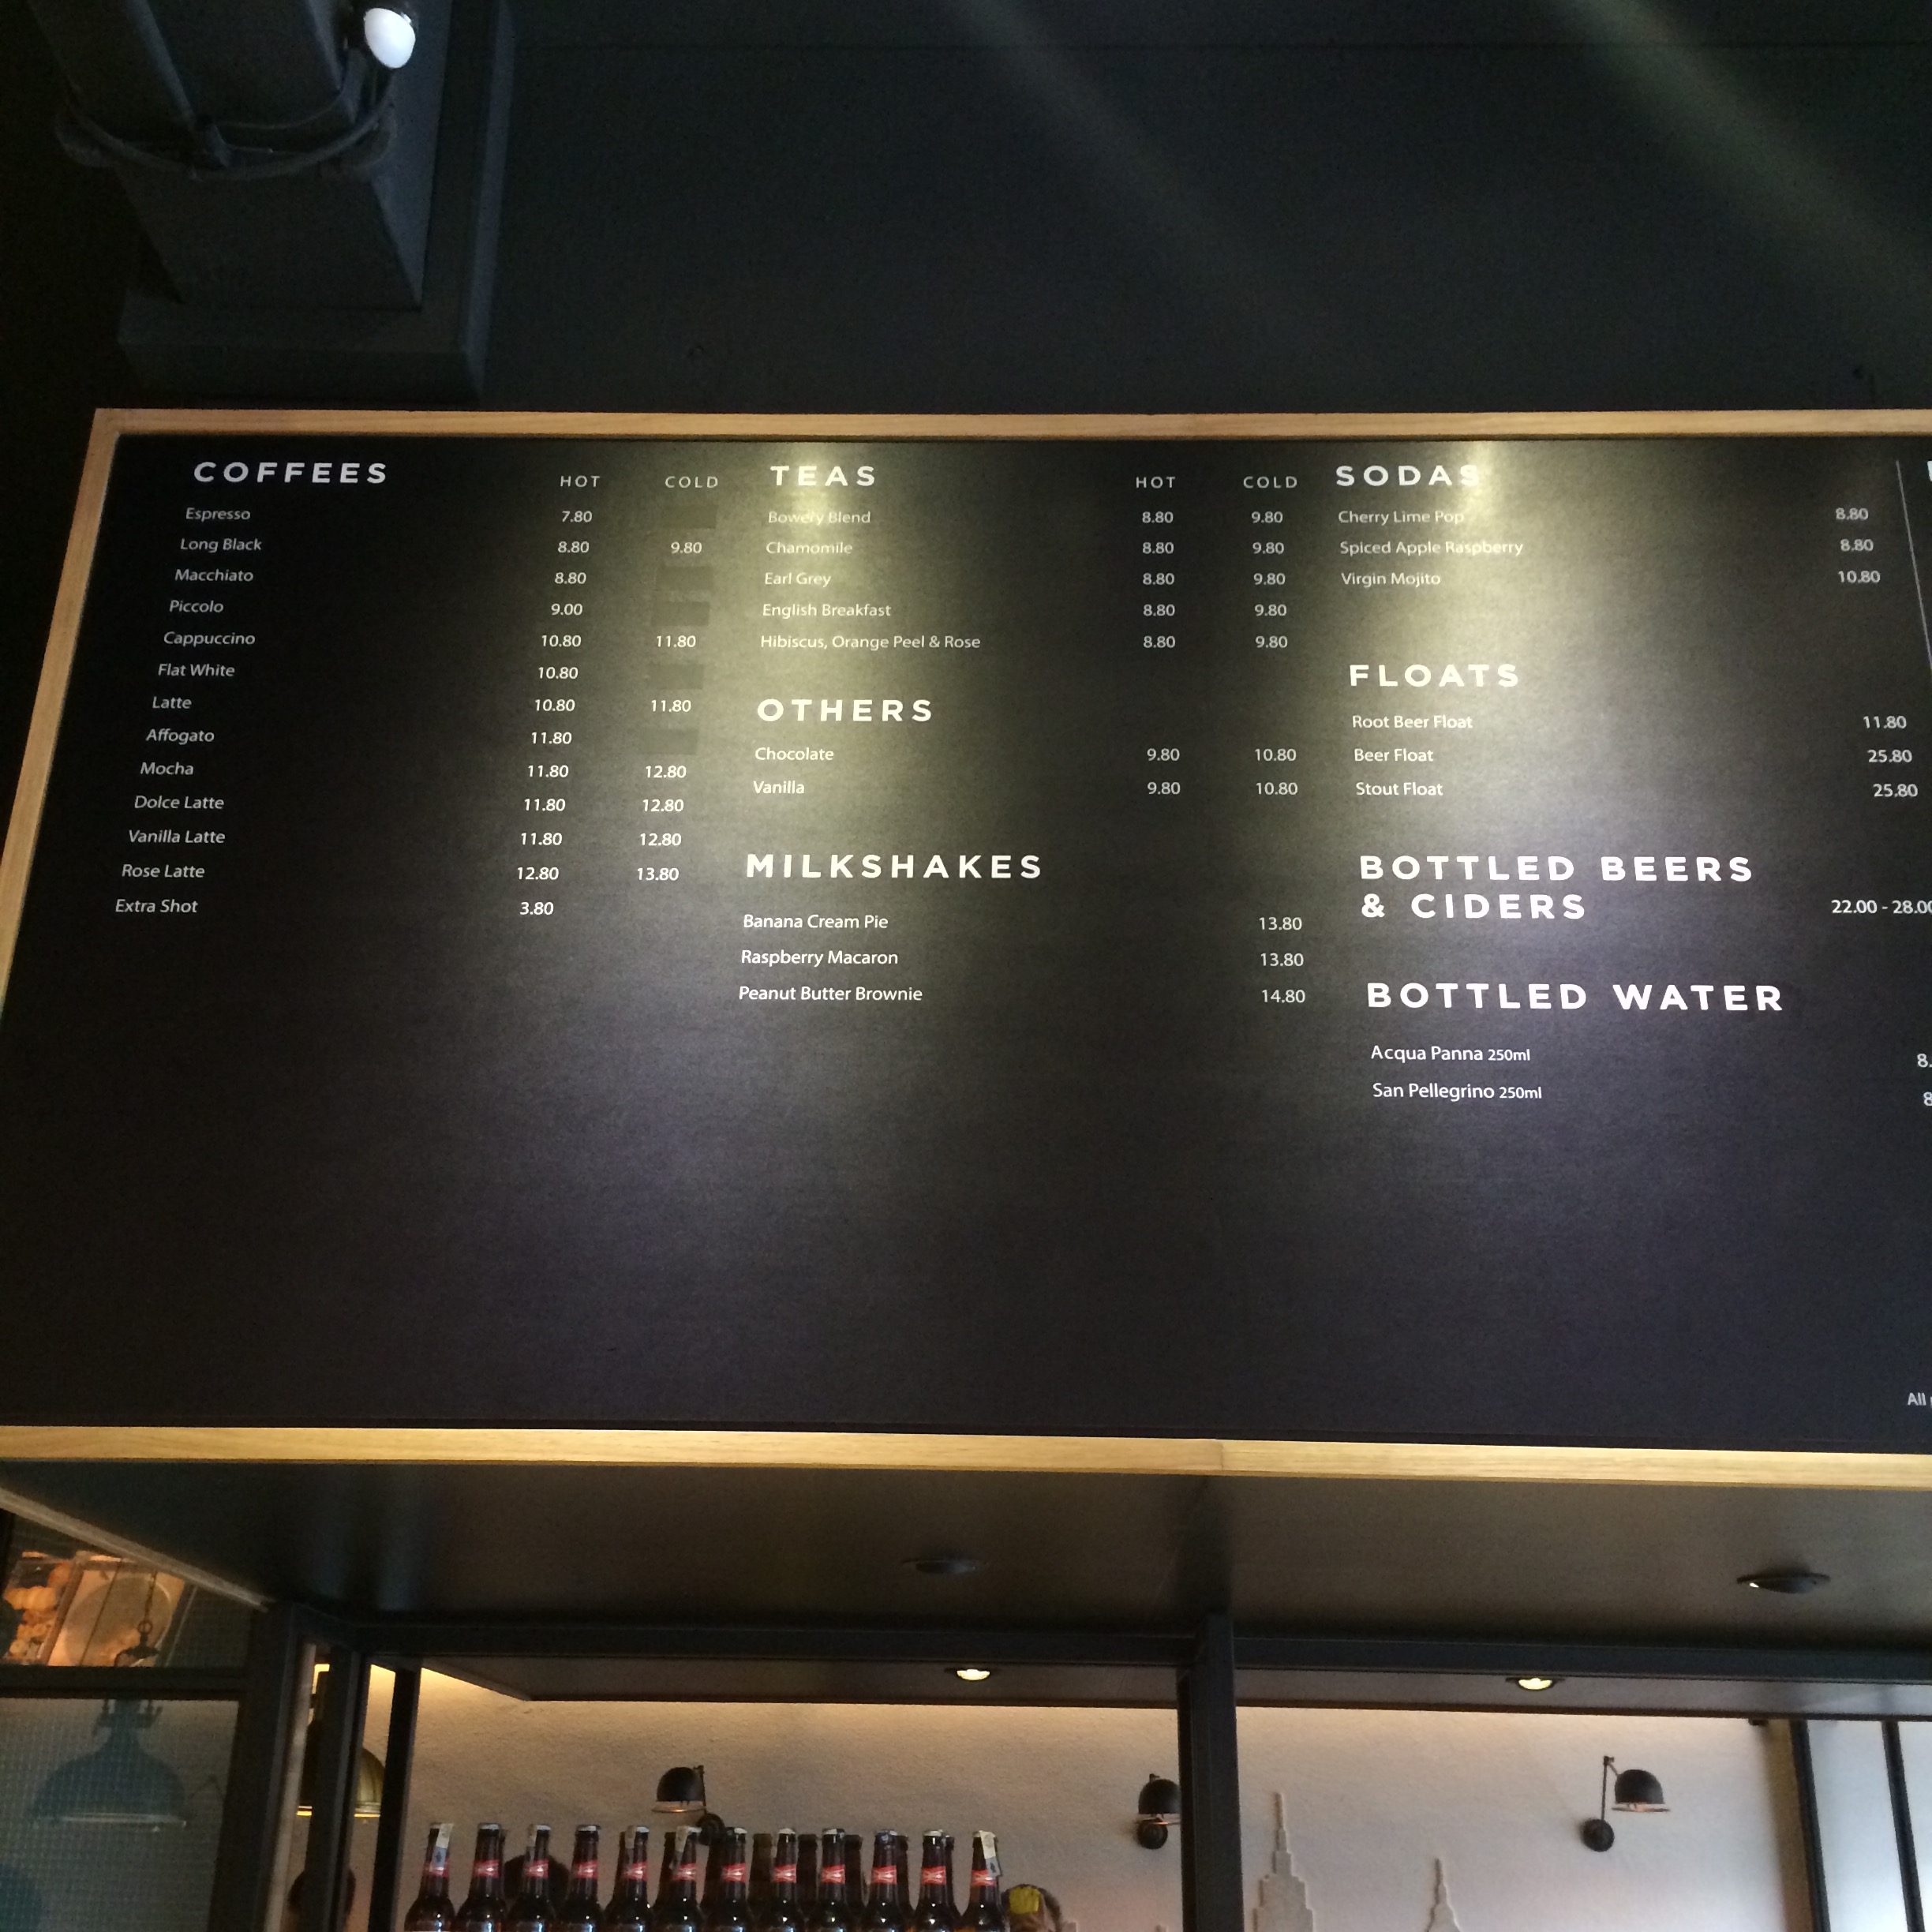 COFFEES HOT COLD
Espresso 7.80
Long Black 8.80 9.80
Macchiato 8.80
Piccolo 9.00
Cappuccino 10.80 11.80
Flat White 10.80
Latte 10.80 11.80
Affogato 11.80
Mocha 11.80 12.80
Dolce Latte 11.80 12.80
Vanilla Latte 11.80 12.80
Rose Latte 12.80 13.80
Extra Shot 3.80
TEAS HOT COLD
Bowery Blend 8.80 9.80
Chamomile 8.80 9.80
Earl Grey 8.80 9.80
English Breakfast 8.80 9.80
Hibiscus, Orange Peel & Rose 8.80 9.80
OTHERS
Chocolate 9.80 10.80
Vanilla 9.80 10.80
MILKSHAKES
Banana Cream Pie 13.80
Raspberry Macaron 13.80
Peanut Butter Brownie 14.80
SODAS
Cherry Lime Pop 8.80
Spiced Apple Raspberry 8.80
Virgin Mojito 10.80
FLOATS
Root Beer Float 11.80
Beer Float 25.80
Stout Float 25.80
BOTTLED BEERS
& CIDERS 22.00 - 28.00
BOTTLED WATER
Acqua Panna 250ml 8.
San Pellegrino 250ml 8
All